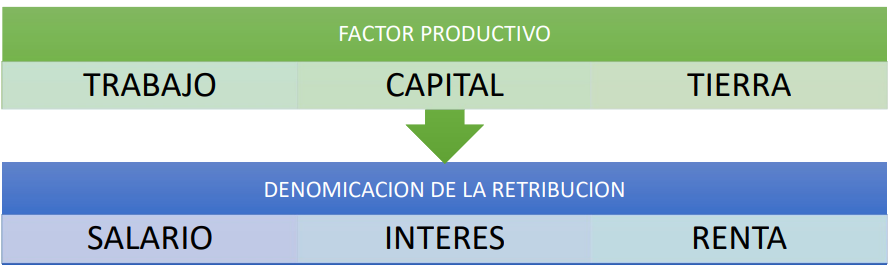 FACTOR PRODUCTIVO
TRABAJO CAPITAL TIERRA
DENOMICACION DE LA RETRIBUCION
SALARIO INTERES RENTA